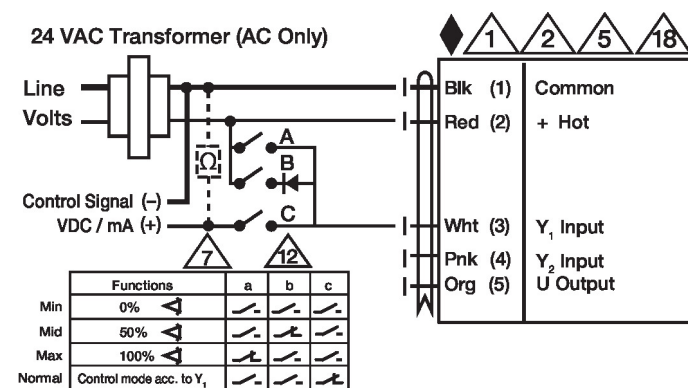 24 VAC Transformer (AC Only)
1 2 5 18
Line
Volts
Blk (1) Common
Red (2) + Hot
A
Ω
B
Control Signal (–)
VDC / mA (+)
C
Wht (3) Y1 Input
7 12
Pnk (4) Y2 Input
Org (5) U Output
Functions a b c
Min 0%
Mid 50%
Max 100%
Normal Control mode acc. to Y1